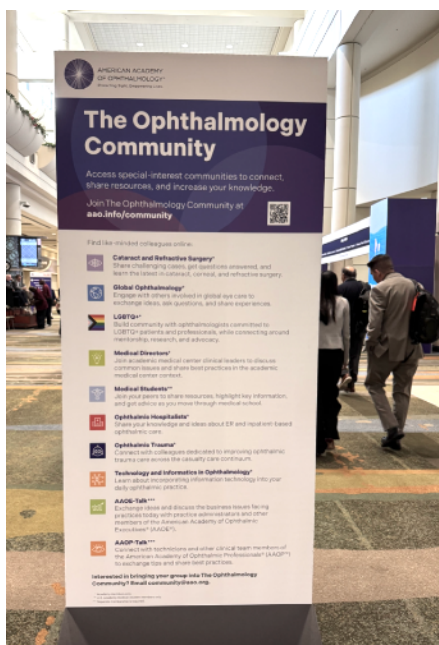 AMERICAN ACADEMY
OF OPHTHALMOLOGY®
Protecting Sight. Empowering Lives.
The Ophthalmology
Community
Access special-interest communities to connect,
share resources, and increase your knowledge.
Join The Ophthalmology Community at
aao.info/community
Find like-minded colleagues online.
Cataract and Refractive Surgery*
Share challenging cases, get questions answered, and
learn the latest in cataract, corneal, and refractive surgery.
Global Ophthalmology*
Engage with others involved in global eye care to
exchange ideas, ask questions, and share experiences.
LGBTQ+*
Build community with ophthalmologists committed to
LGBTQ+ patients and professionals, while connecting around
mentorship, research, and advocacy.
Medical Directors*
Join academic medical center clinical leaders to discuss
common issues and share best practices in the academic
medical center context.
Medical Students**
Join your peers to share resources, highlight key information,
and get advice as you move through medical school.
Ophthalmic Hospitalists*
Share your knowledge and ideas about ER and inpatient-based
ophthalmic care.
Ophthalmic Trauma*
Connect with colleagues dedicated to improving ophthalmic
trauma care across the casualty care continuum.
Technology and Informatics in Ophthalmology*
Learn about incorporating information technology into your
daily ophthalmic practice.
AAOE-Talk***
Exchange ideas and discuss the business issues facing
practices today with practice administrators and other
members of the American Academy of Ophthalmic
Executives® (AAOE®).
AAOP-Talk***
Connect with technicians and other clinical team members of
the American Academy of Ophthalmic Professionals® (AAOP™)
to exchange tips and share best practices.
Interested in bringing your group into The Ophthalmology
Community? Email community@aao.org.